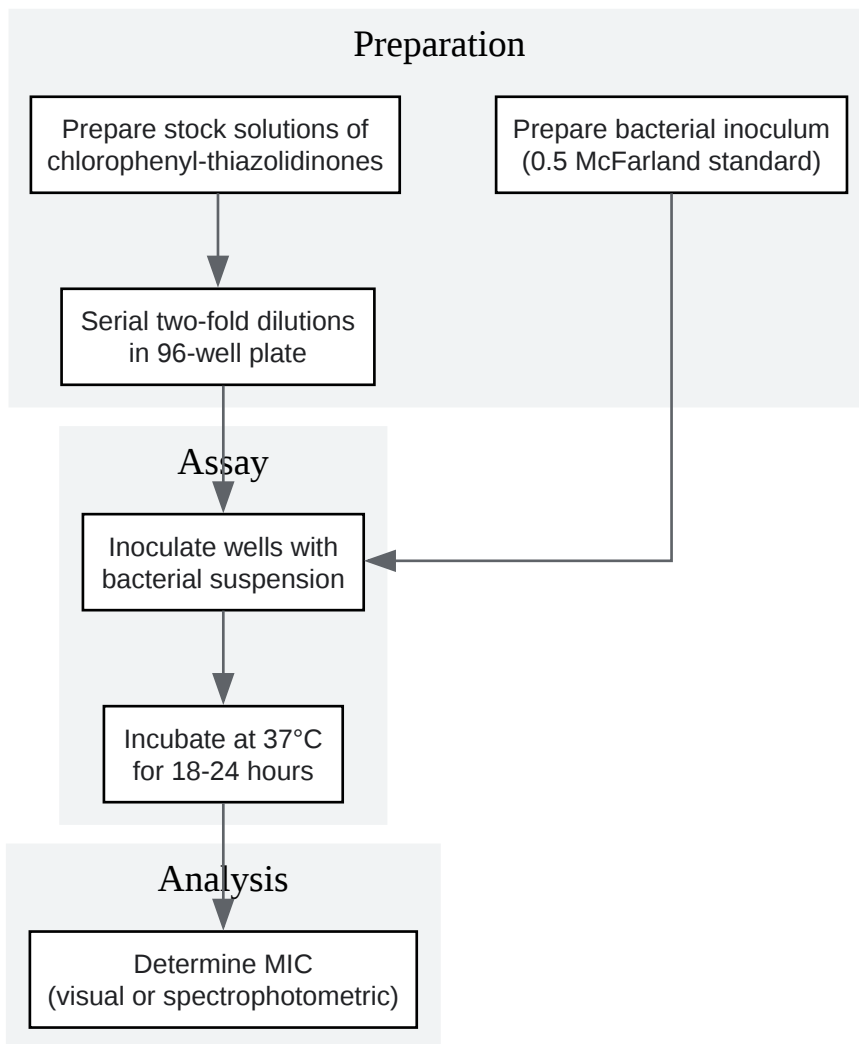 Preparation
Prepare stock solutions of
chlorophenyl-thiazolidinones
Prepare bacterial inoculum
(0.5 McFarland standard)
Serial two-fold dilutions
in 96-well plate
Assay
Inoculate wells with
bacterial suspension
Incubate at 37°C
for 18-24 hours
Analysis
Determine MIC
(visual or spectrophotometric)